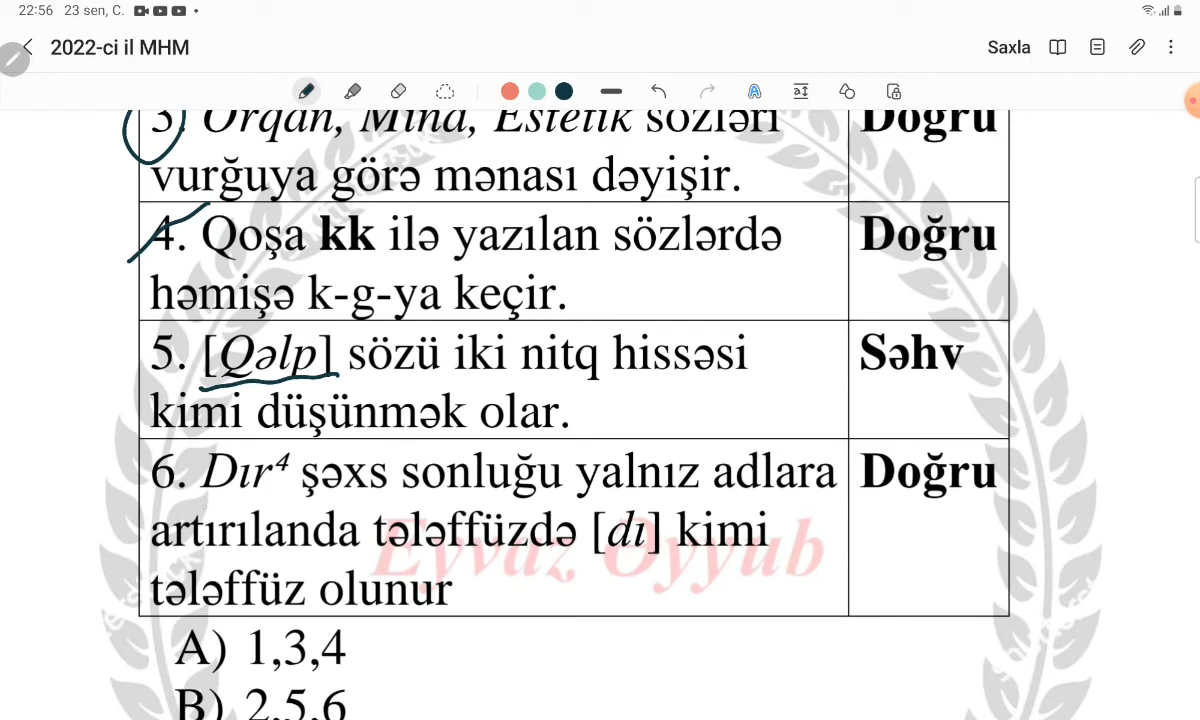 22:56 23 sen, C.
2022-ci il MHM
Saxla
3. Orqan, Mina, Estetik sözləri Doğru
vurğuya görə mənası dəyişir.
4. Qoşa kk ilə yazılan sözlərdə Doğru
həmişə k-g-ya keçir.
5. [Qəlp] sözü iki nitq hissəsi Səhv
kimi düşünmək olar.
6. Dır⁴ şəxs sonluğu yalnız adlara Doğru
artırılanda tələffüzdə [dı] kimi
tələffüz olunur
Eyvaz Əyyub
A) 1,3,4
B) 2,5,6